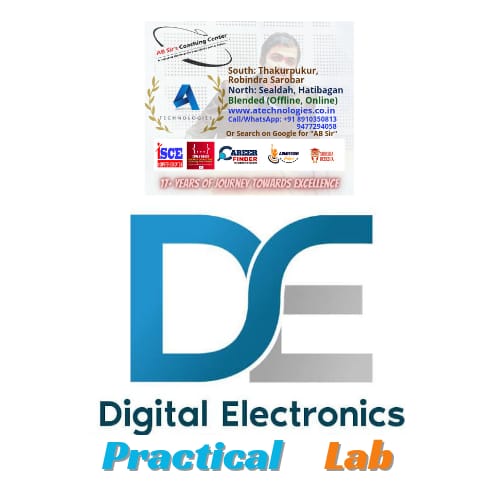 AB Sir's Coaching Center
South: Thakurpukur,
Robindra Sarobar
North: Sealdah, Hatibagan
Blended (Offline, Online)
www.atechnologies.co.in
Call/WhatsApp: +91 8910350813
9477294058
Or Search on Google for "AB Sir"
A
TECHNOLOGIES
ISCE
CAREER
FINDER
17+ YEARS OF JOURNEY TOWARDS EXCELLENCE
DE
Digital Electronics
Practical Lab